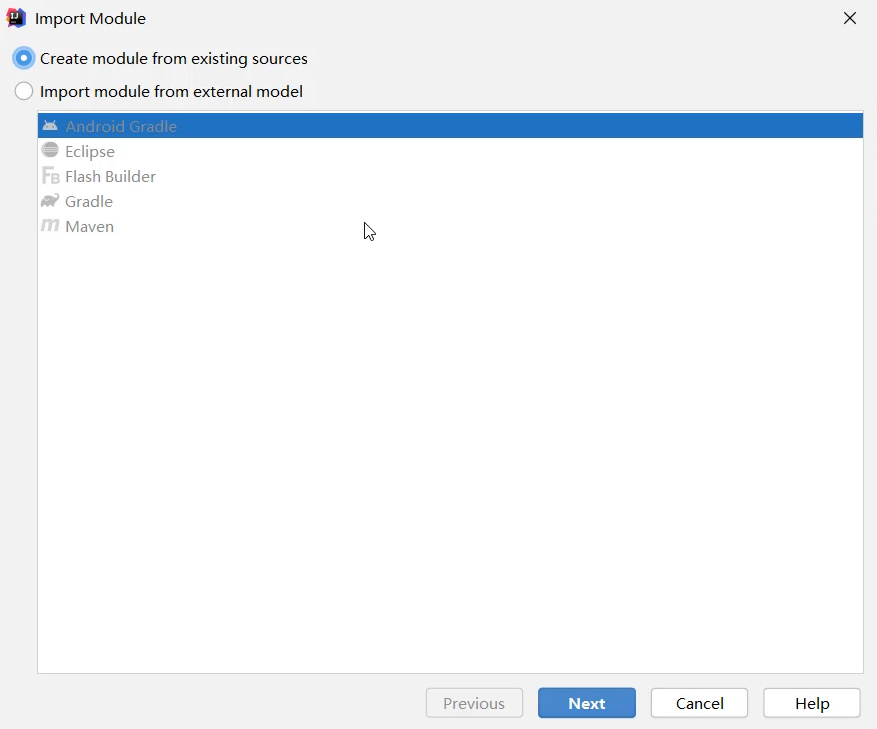 Import Module
Create module from existing sources
Import module from external model
Android Gradle
Eclipse
Flash Builder
Gradle
Maven
Previous Next Cancel Help